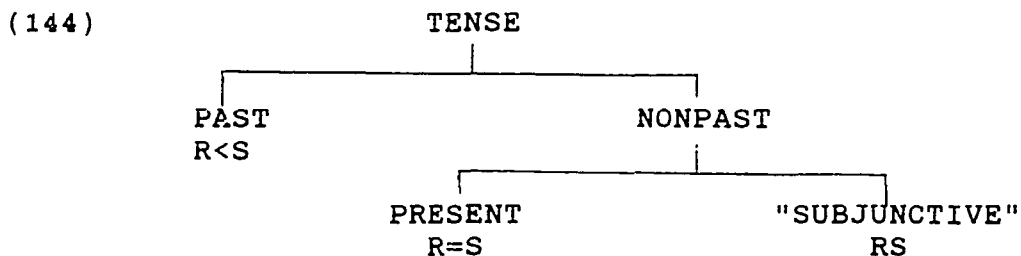 (144) TENSE
PAST NONPAST
R<S
PRESENT "SUBJUNCTIVE"
R=S RS